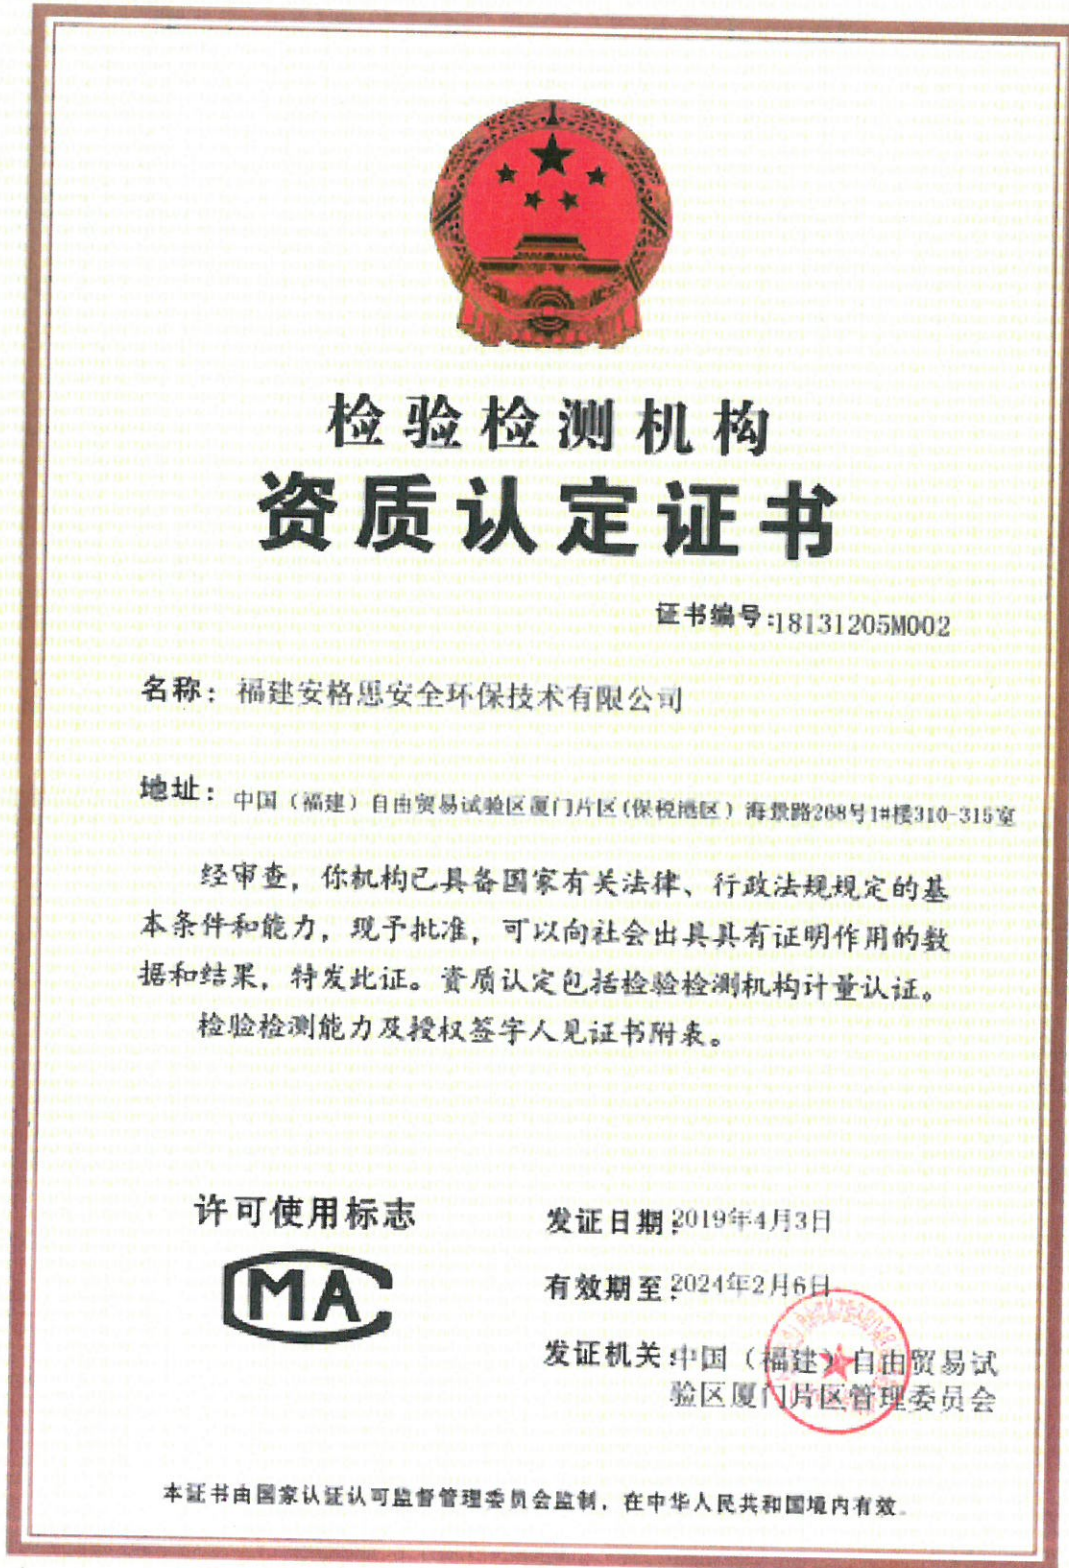 检验检测机构
资质认定证书
证书编号:18131205M002
名称：福建安格思安全环保技术有限公司
地址：中国（福建）自由贸易试验区厦门片区(保税港区）海景路268号1#楼310-315室
经审查，你机构已具备国家有关法律、行政法规规定的基
本条件和能力，现予批准，可以向社会出具具有证明作用的数
据和结果，特发此证。资质认定包括检验检测机构计量认证。
检验检测能力及授权签字人见证书附表。
许可使用标志
CMA
发证日期:2019年4月3日
有效期至:2024年2月6日
发证机关:中国（福建）自由贸易试
验区厦门片区管理委员会
本证书由国家认证认可监督管理委员会监制，在中华人民共和国境内有效。